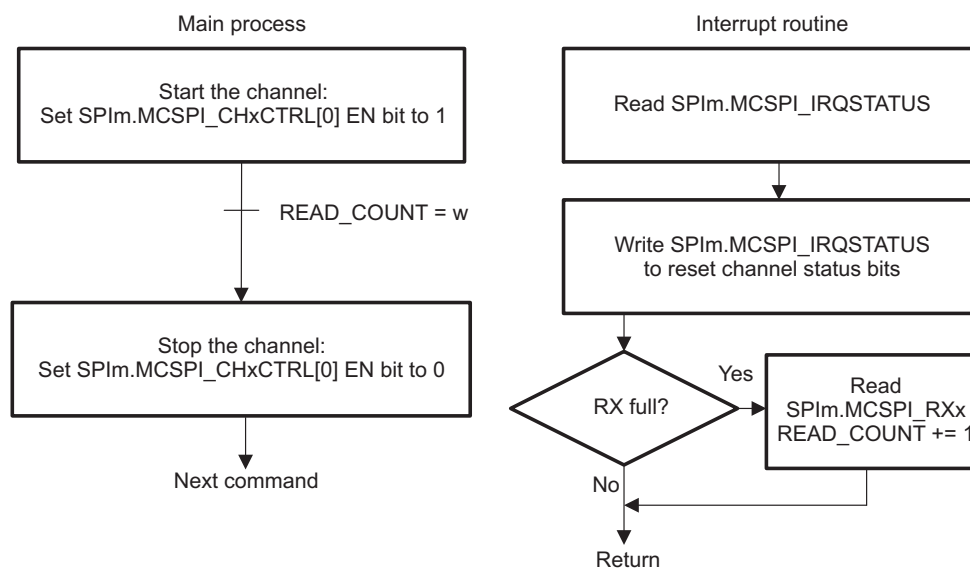 Main process
Start the channel:
Set SPIm.MCSPI_CHxCTRL[0] EN bit to 1
READ_COUNT = w
Stop the channel:
Set SPIm.MCSPI_CHxCTRL[0] EN bit to 0
Next command
Interrupt routine
Read SPIm.MCSPI_IRQSTATUS
Write SPIm.MCSPI_IRQSTATUS
to reset channel status bits
RX full?
Yes
Read
SPIm.MCSPI_RXx
READ_COUNT += 1
No
Return